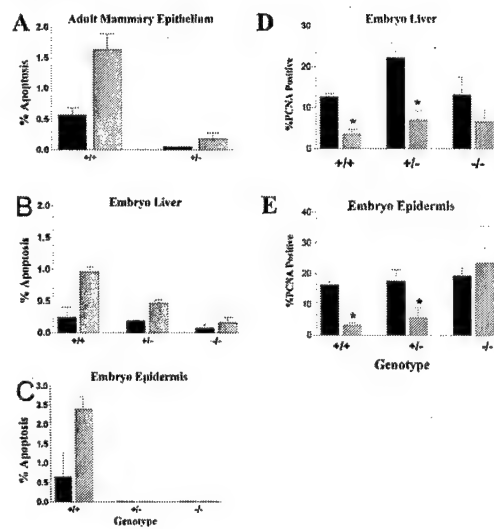 A
Adult Mammary Epithelium
% Apoptosis
2.0
1.5
1.0
0.5
0.0
+/+ +/-
B
Embryo Liver
% Apoptosis
2.0
1.5
1.0
0.5
0.0
+/+ +/- -/-
C
Embryo Epidermis
% Apoptosis
3.0
2.5
2.0
1.5
1.0
0.5
0.0
+/+ +/- -/-
Genotype
D
Embryo Liver
%PCNA Positive
30
20
10
0
* *
+/+ +/- -/-
E
Embryo Epidermis
%PCNA Positive
40
30
20
10
0
* *
+/+ +/- -/-
Genotype